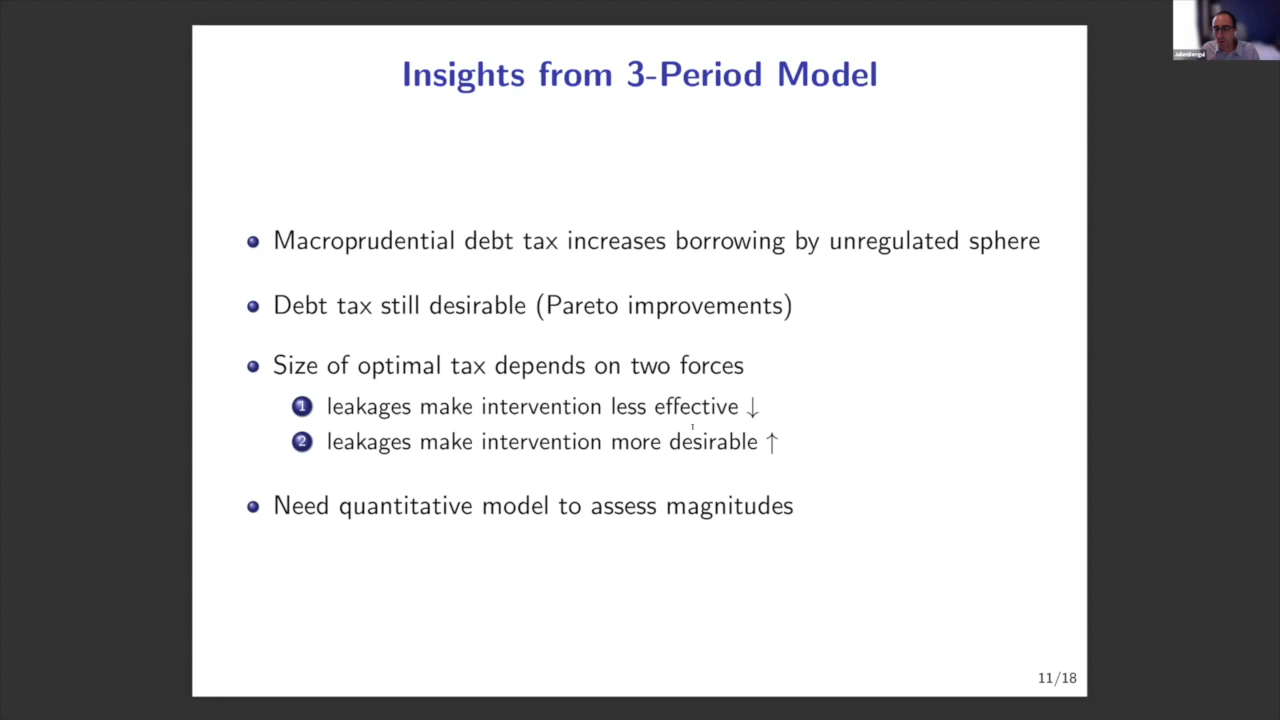 Insights from 3-Period Model
Macroprudential debt tax increases borrowing by unregulated sphere
Debt tax still desirable (Pareto improvements)
Size of optimal tax depends on two forces
1 leakages make intervention less effective ↓
2 leakages make intervention more desirable ↑
Need quantitative model to assess magnitudes
11/18